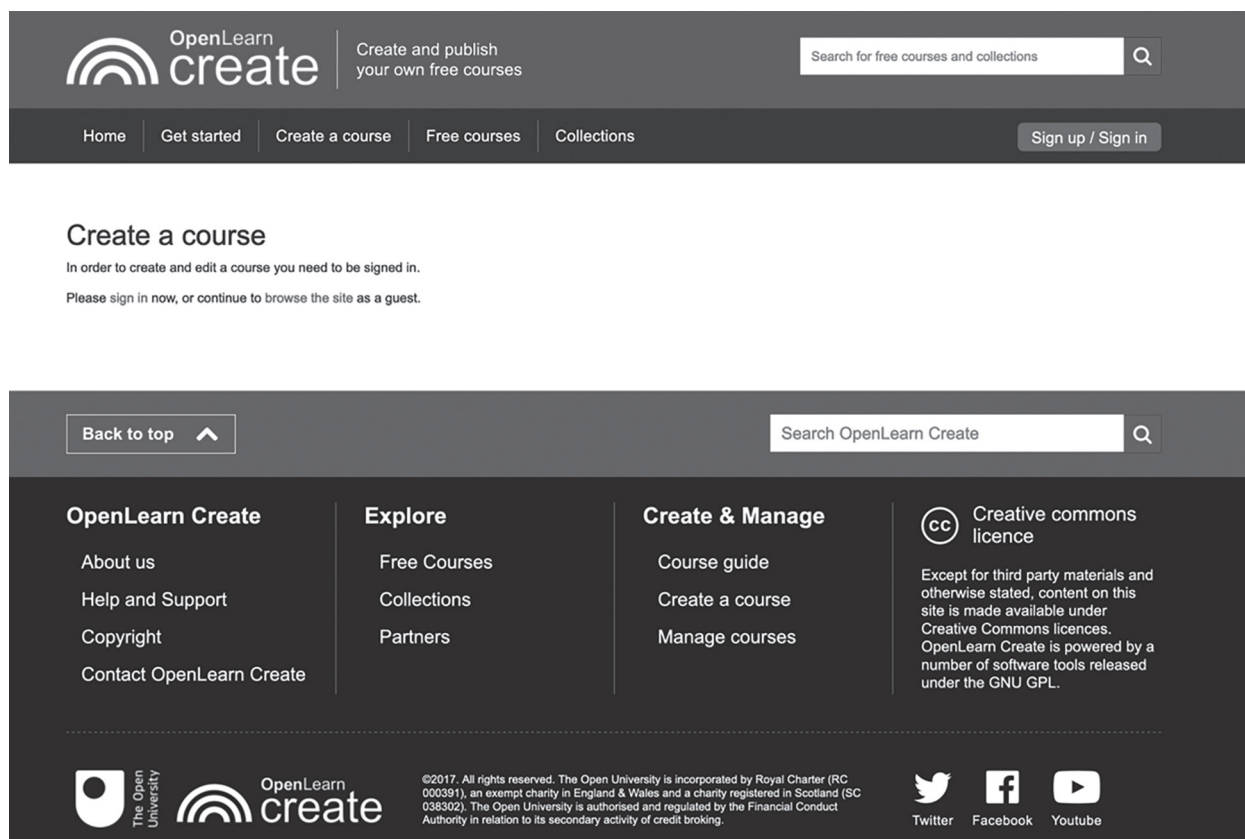 OpenLearn
create
Create and publish
your own free courses
Search for free courses and collections
Home
Get started
Create a course
Free courses
Collections
Sign up / Sign in
Create a course
In order to create and edit a course you need to be signed in.
Please sign in now, or continue to browse the site as a guest.
Back to top
Search OpenLearn Create
OpenLearn Create
About us
Help and Support
Copyright
Contact OpenLearn Create
Explore
Free Courses
Collections
Partners
Create & Manage
Course guide
Create a course
Manage courses
cc
Creative commons
licence
Except for third party materials and
otherwise stated, content on this
site is made available under
Creative Commons licences.
OpenLearn Create is powered by a
number of software tools released
under the GNU GPL.
The Open
University
OpenLearn
create
©2017. All rights reserved. The Open University is incorporated by Royal Charter (RC
000391), an exempt charity in England & Wales and a charity registered in Scotland (SC
038302). The Open University is authorised and regulated by the Financial Conduct
Authority in relation to its secondary activity of credit broking.
Twitter
Facebook
Youtube